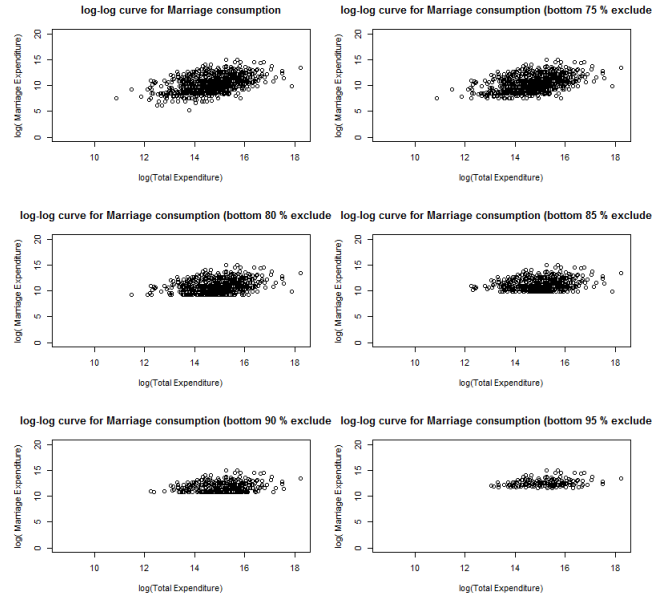 log-log curve for Marriage consumption
log( Marriage Expenditure)
20
15
10
5
0
10 12 14 16 18
log(Total Expenditure)
log-log curve for Marriage consumption (bottom 75 % exclude
log( Marriage Expenditure)
20
15
10
5
0
10 12 14 16 18
log(Total Expenditure)
log-log curve for Marriage consumption (bottom 80 % exclude
log( Marriage Expenditure)
20
15
10
5
0
10 12 14 16 18
log(Total Expenditure)
log-log curve for Marriage consumption (bottom 85 % exclude
log( Marriage Expenditure)
20
15
10
5
0
10 12 14 16 18
log(Total Expenditure)
log-log curve for Marriage consumption (bottom 90 % exclude
log( Marriage Expenditure)
20
15
10
5
0
10 12 14 16 18
log(Total Expenditure)
log-log curve for Marriage consumption (bottom 95 % exclude
log( Marriage Expenditure)
20
15
10
5
0
10 12 14 16 18
log(Total Expenditure)